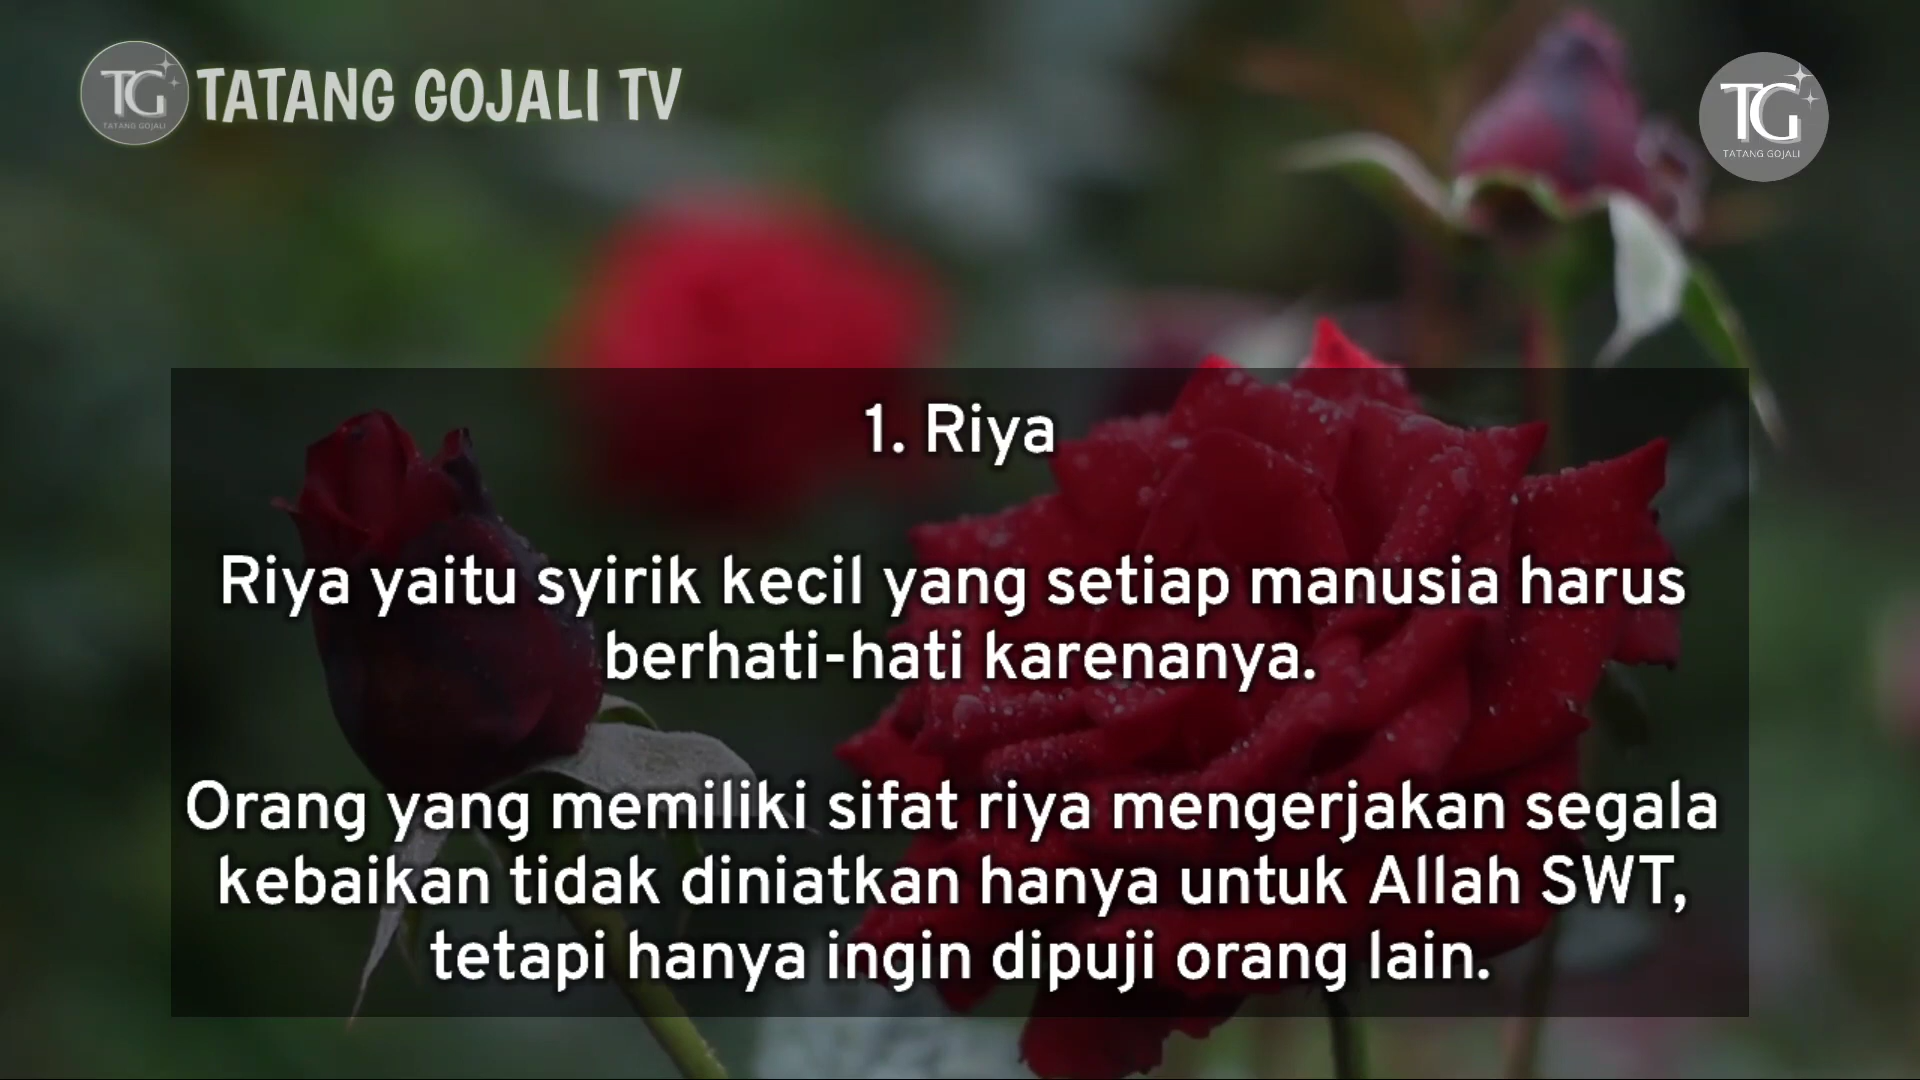 TG
TATANG GOJALI
TATANG GOJALI TV
TG
TATANG GOJALI
1. Riya
Riya yaitu syirik kecil yang setiap manusia harus
berhati-hati karenanya.
Orang yang memiliki sifat riya mengerjakan segala
kebaikan tidak diniatkan hanya untuk Allah SWT,
tetapi hanya ingin dipuji orang lain.